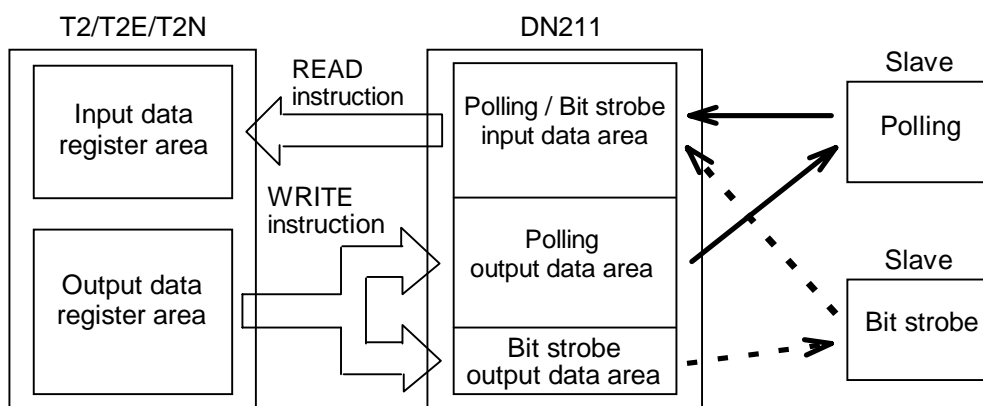 T2/T2E/T2N
Input data
register area
Output data
register area
READ
instruction
WRITE
instruction
DN211
Polling / Bit strobe
input data area
Polling
output data area
Bit strobe
output data area
Slave
Polling
Slave
Bit strobe